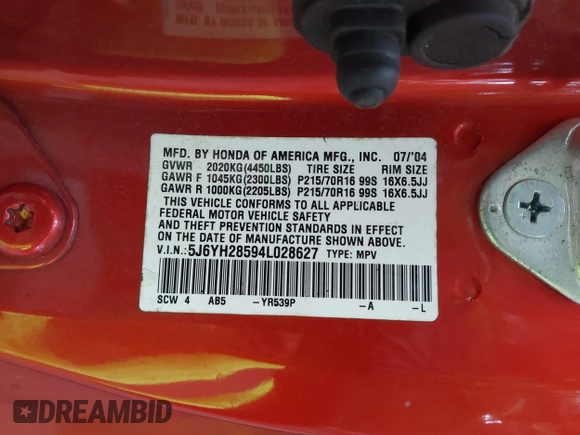 MFD. BY HONDA OF AMERICA MFG., INC. 07/'04
GVWR 2020KG(4450LBS) TIRE SIZE RIM SIZE
GAWR F 1045KG(2300LBS) P215/70R16 99S 16X6.5JJ
GAWR R 1000KG(2205LBS) P215/70R16 99S 16X6.5JJ
THIS VEHICLE CONFORMS TO ALL APPLICABLE
FEDERAL MOTOR VEHICLE SAFETY
AND THEFT PREVENTION STANDARDS IN EFFECT
ON THE DATE OF MANUFACTURE SHOWN ABOVE.
V.I.N.: 5J6YH28594L028627 TYPE: MPV
SCW 4 AB5 -YR539P -A -L
DREAMBID